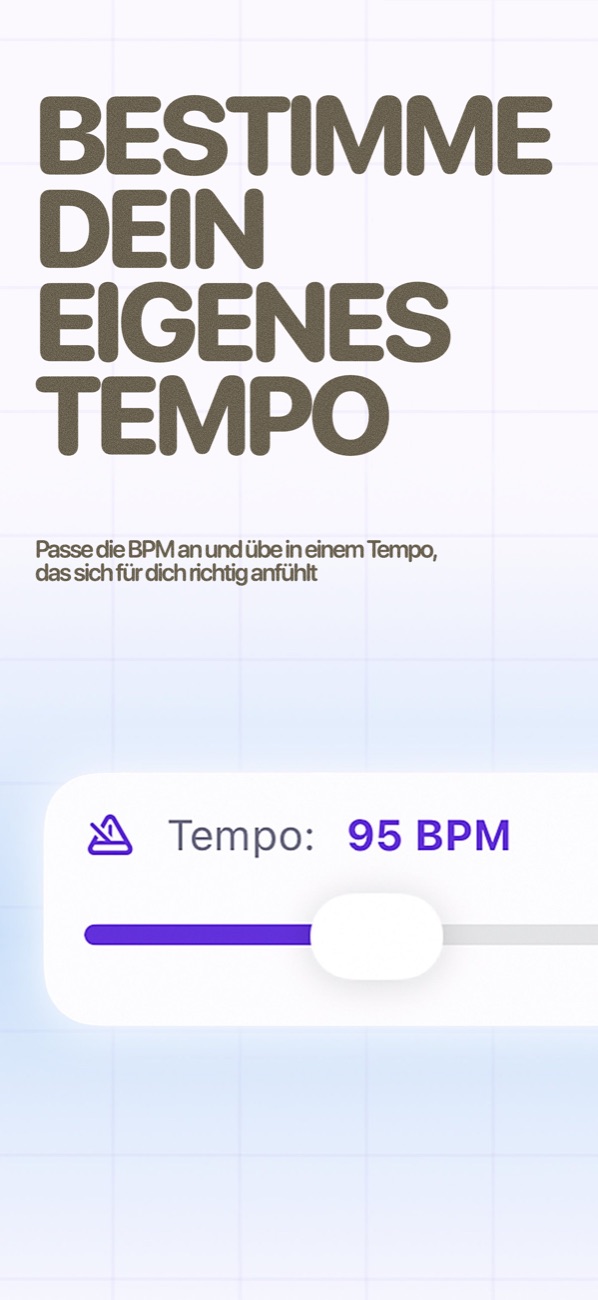 BESTIMME
DEIN
EIGENES
TEMPO
Passe die BPM an und übe in einem Tempo,
das sich für dich richtig anfühlt
Tempo: 95 BPM